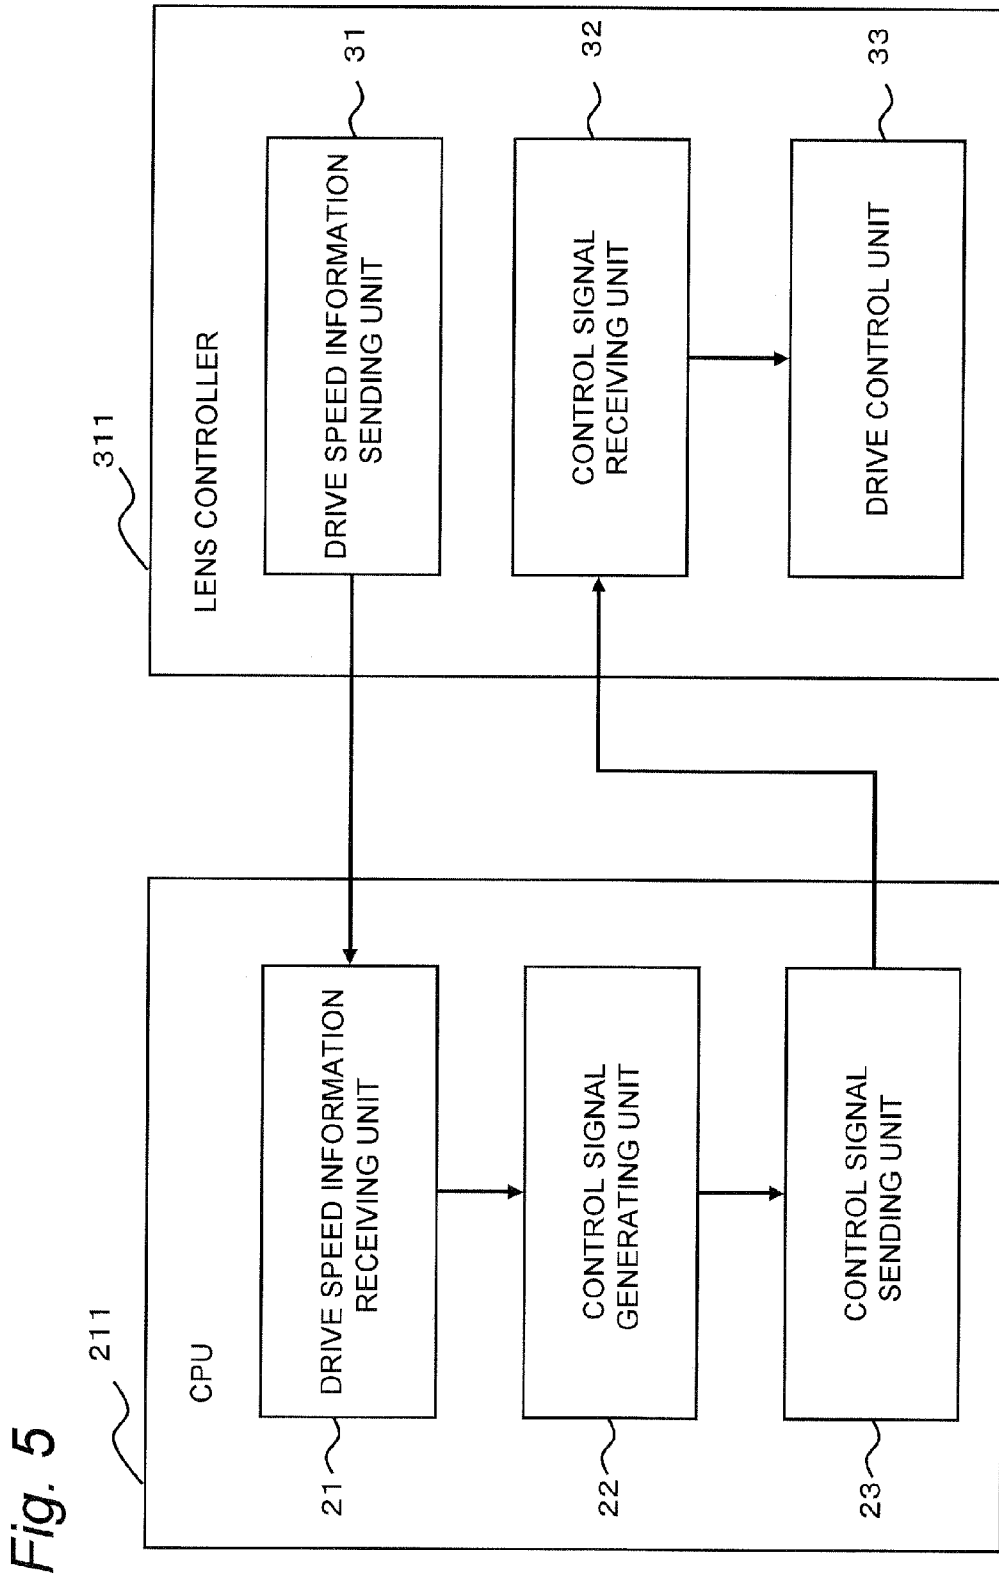 Fig. 5
211
CPU
21
DRIVE SPEED INFORMATION
RECEIVING UNIT
22
CONTROL SIGNAL
GENERATING UNIT
23
CONTROL SIGNAL
SENDING UNIT
311
LENS CONTROLLER
31
DRIVE SPEED INFORMATION
SENDING UNIT
32
CONTROL SIGNAL
RECEIVING UNIT
33
DRIVE CONTROL UNIT